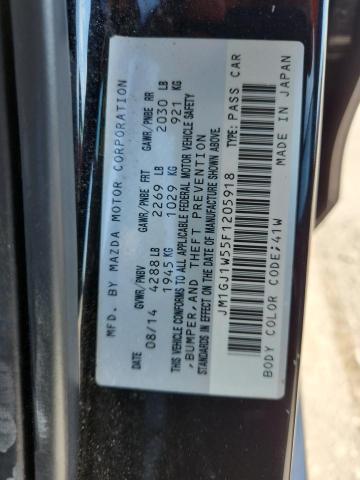 MFD. BY MAZDA MOTOR CORPORATION
DATE GVWR/PNBV GAWR/PNBE FRT GAWR/PNBE RR
08/14 4288LB 2269 LB 2030 LB
1945KG 1029 KG 921 KG
THIS VEHICLE CONFORMS TO ALL APPLICABLE FEDERAL MOTOR VEHICLE SAFETY
,BUMPER,AND THEFT PREVENTION
STANDARDS IN EFFECT ON THE DATE OF MANUFACTURE SHOWN ABOVE.
JM1GJ1W55F1205918 TYPE:PASS CAR
BODY COLOR CODE:41W MADE IN JAPAN